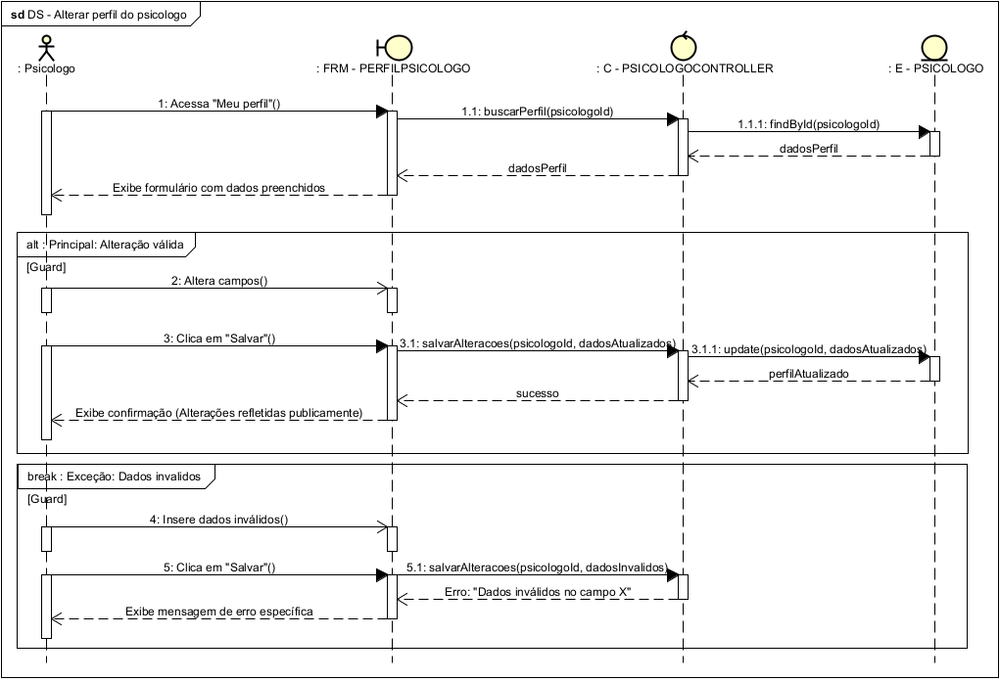 sd DS - Alterar perfil do psicologo
: Psicologo
: FRM - PERFILPSICOLOGO
: C - PSICOLOGOCONTROLLER
: E - PSICOLOGO
1: Acessa "Meu perfil"()
1.1: buscarPerfil(psicologoId)
1.1.1: findById(psicologoId)
dadosPerfil
dadosPerfil
Exibe formulário com dados preenchidos
alt : Principal: Alteração válida
[Guard]
2: Altera campos()
3: Clica em "Salvar"()
3.1: salvarAlteracoes(psicologoId, dadosAtualizados)
3.1.1: update(psicologoId, dadosAtualizados)
perfilAtualizado
sucesso
Exibe confirmação (Alterações refletidas publicamente)
break : Exceção: Dados invalidos
[Guard]
4: Insere dados inválidos()
5: Clica em "Salvar"()
5.1: salvarAlteracoes(psicologoId, dadosInvalidos)
Erro: "Dados inválidos no campo X"
Exibe mensagem de erro específica